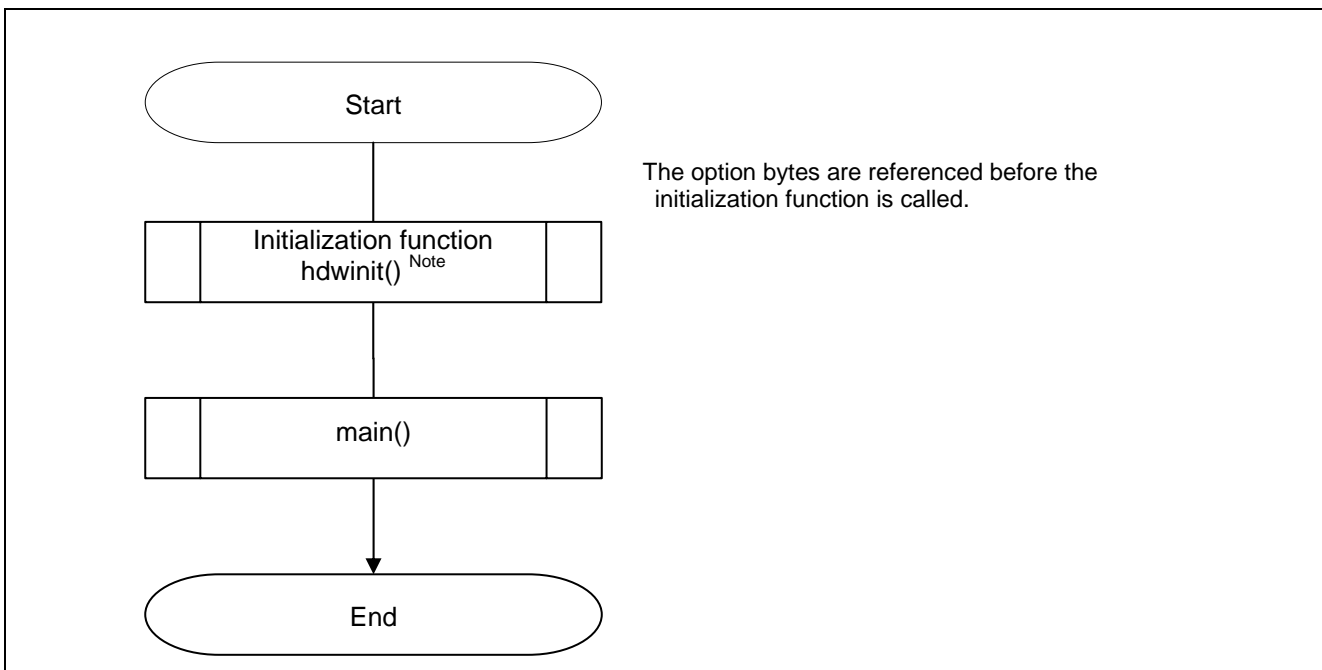 Start
The option bytes are referenced before the
initialization function is called.
Initialization function
hdwinit() Note
main()
End